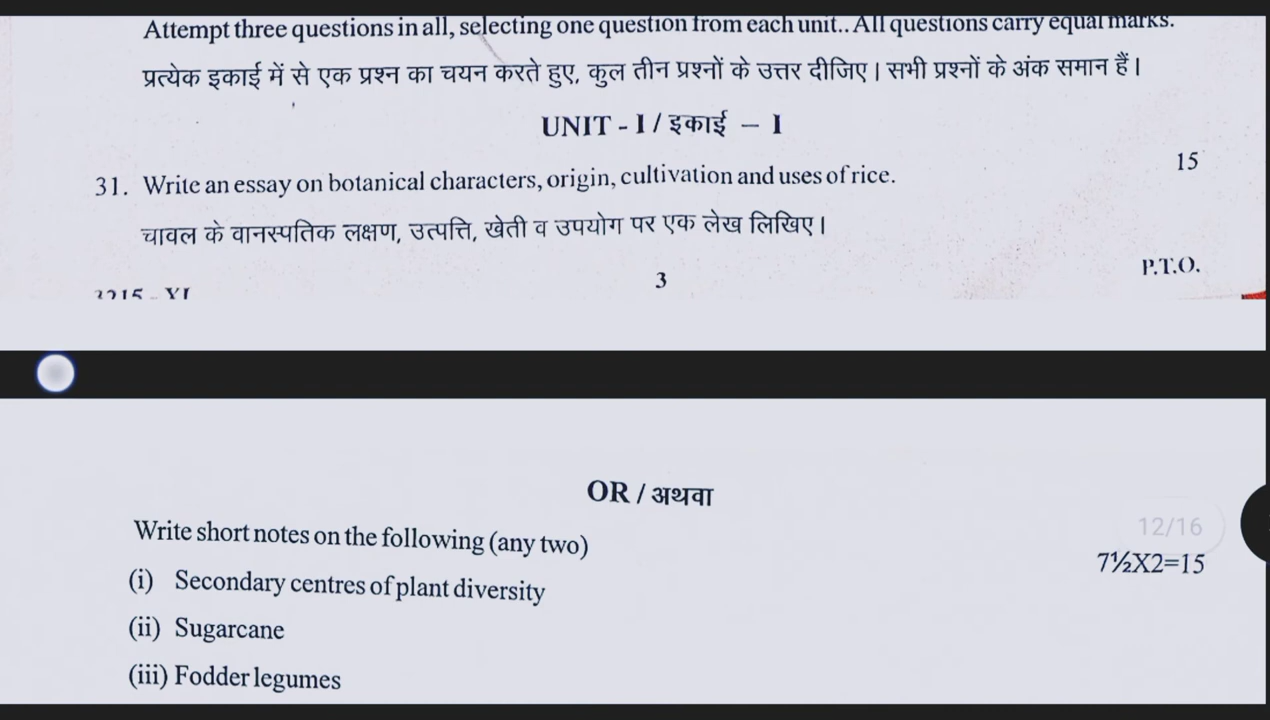 Attempt three questions in all, selecting one question from each unit.. All questions carry equal marks.
प्रत्येक इकाई में से एक प्रश्न का चयन करते हुए, कुल तीन प्रश्नों के उत्तर दीजिए। सभी प्रश्नों के अंक समान हैं।
UNIT - I / इकाई – I
31. Write an essay on botanical characters, origin, cultivation and uses of rice. 15
चावल के वानस्पतिक लक्षण, उत्पत्ति, खेती व उपयोग पर एक लेख लिखिए।
3 P.T.O.
OR / अथवा
12/16
Write short notes on the following (any two) 7½X2=15
(i) Secondary centres of plant diversity
(ii) Sugarcane
(iii) Fodder legumes